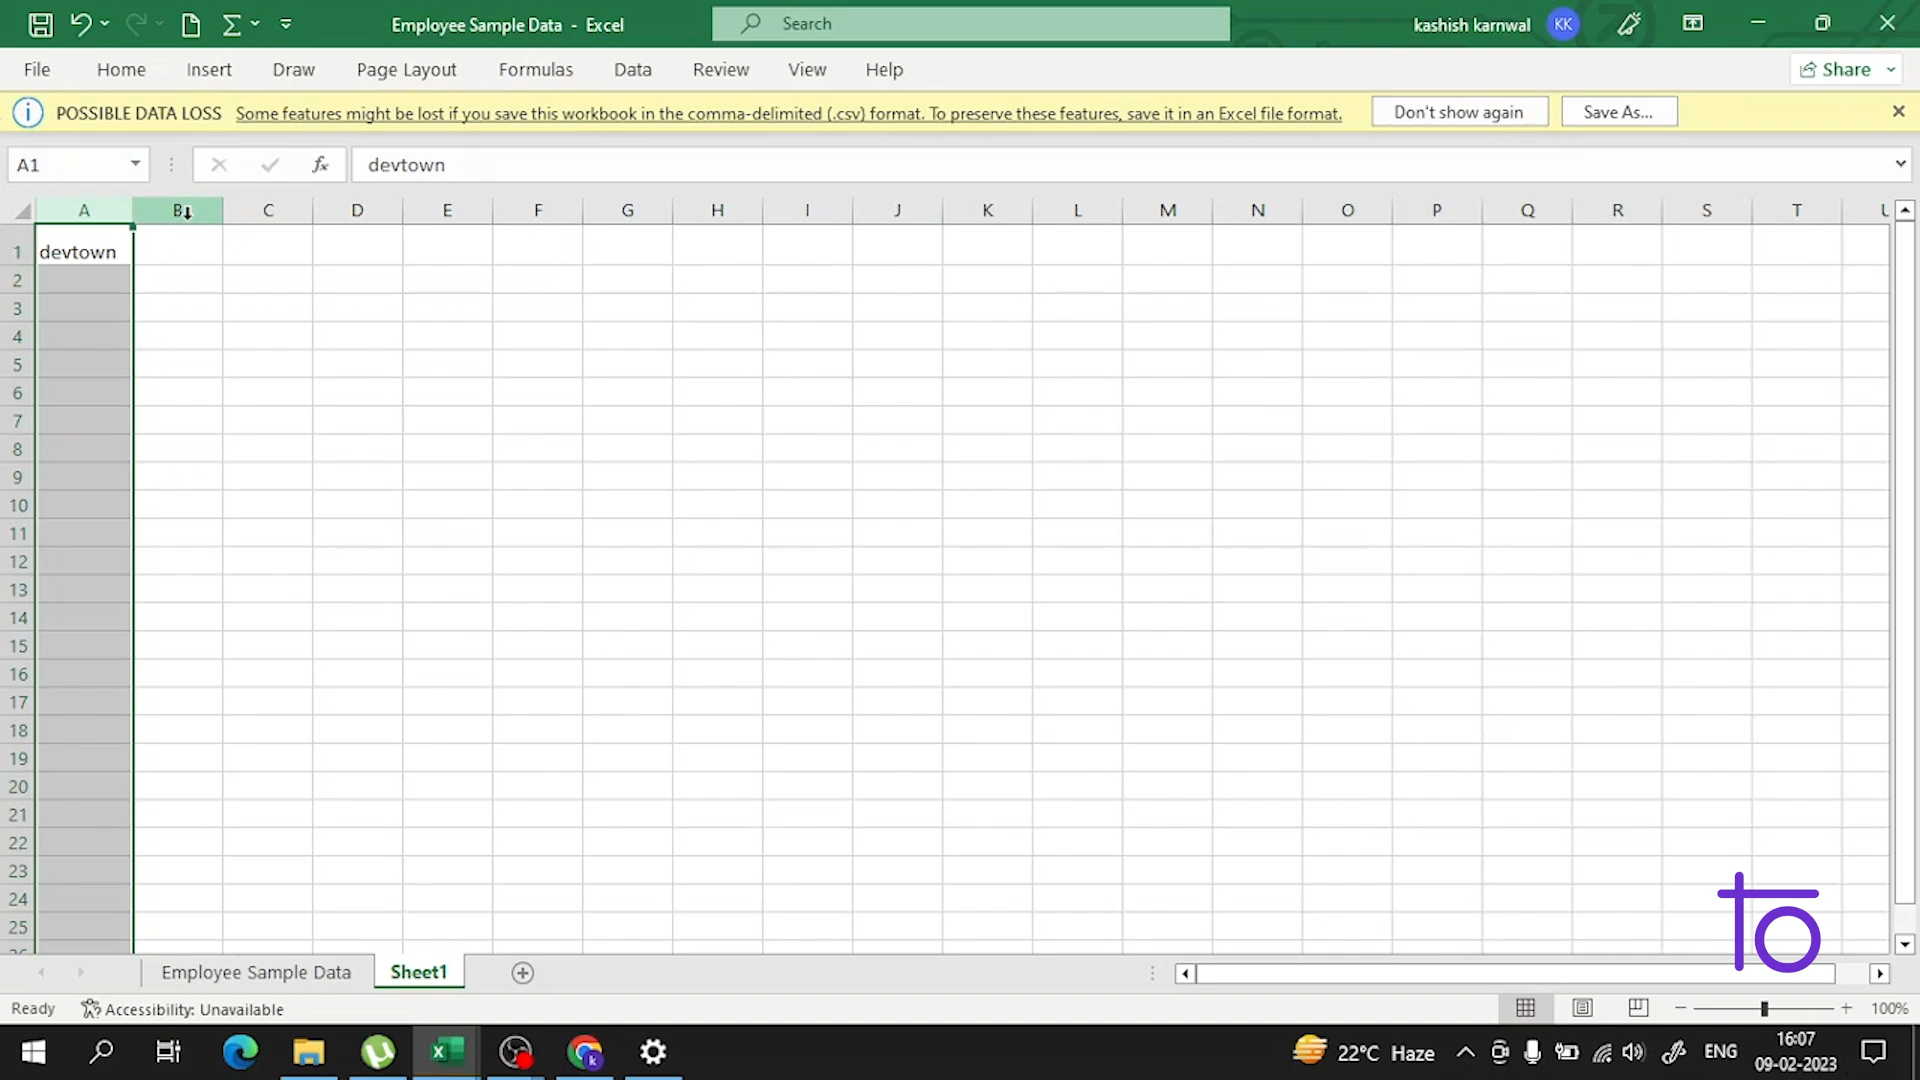 Employee Sample Data - Excel
Search
kashish karnwal
KK
File Home Insert Draw Page Layout Formulas Data Review View Help
Share
POSSIBLE DATA LOSS Some features might be lost if you save this workbook in the comma-delimited (.csv) format. To preserve these features, save it in an Excel file format.
Don't show again
Save As...
A1
fx
devtown
A B C D E F G H I J K L M N O P Q R S T U
1 devtown
2
3
4
5
6
7
8
9
10
11
12
13
14
15
16
17
18
19
20
21
22
23
24
25
26
to
Employee Sample Data Sheet1
Ready Accessibility: Unavailable
100%
22°C Haze
ENG
16:07
09-02-2023